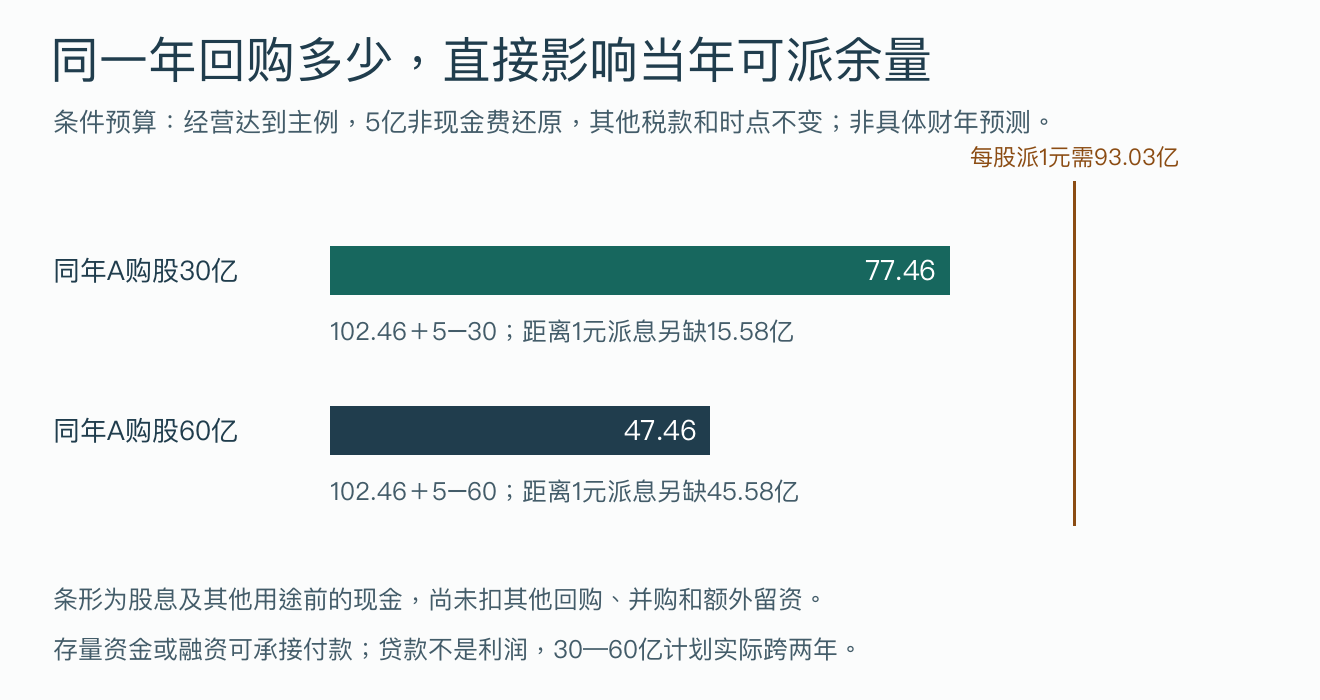 同一年回购多少，直接影响当年可派余量
条件预算：经营达到主例，5亿非现金费还原，其他税款和时点不变；非具体财年预测。
每股派1元需93.03亿
同年A购股30亿
77.46
102.46＋5−30；距离1元派息另缺15.58亿
同年A购股60亿
47.46
102.46＋5−60；距离1元派息另缺45.58亿
条形为股息及其他用途前的现金，尚未扣其他回购、并购和额外留资。
存量资金或融资可承接付款；贷款不是利润，30—60亿计划实际跨两年。